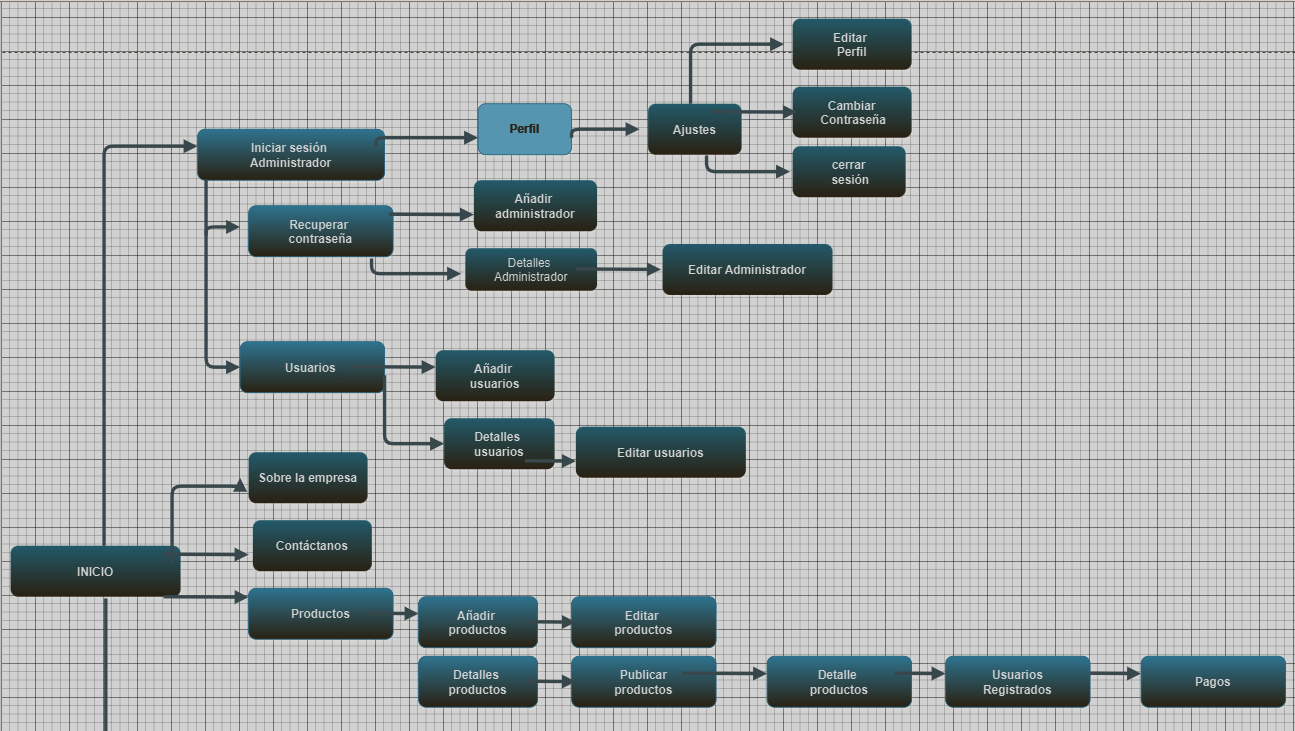 Editar
Perfil
Cambiar
Contraseña
Perfil
Ajustes
Iniciar sesión
Administrador
cerrar
sesión
Añadir
administrador
Recuperar
contraseña
Detalles
Administrador
Editar Administrador
Usuarios
Añadir
usuarios
Detalles
usuarios
Editar usuarios
Sobre la empresa
Contáctanos
INICIO
Productos
Añadir
productos
Editar
productos
Detalles
productos
Publicar
productos
Detalle
productos
Usuarios
Registrados
Pagos